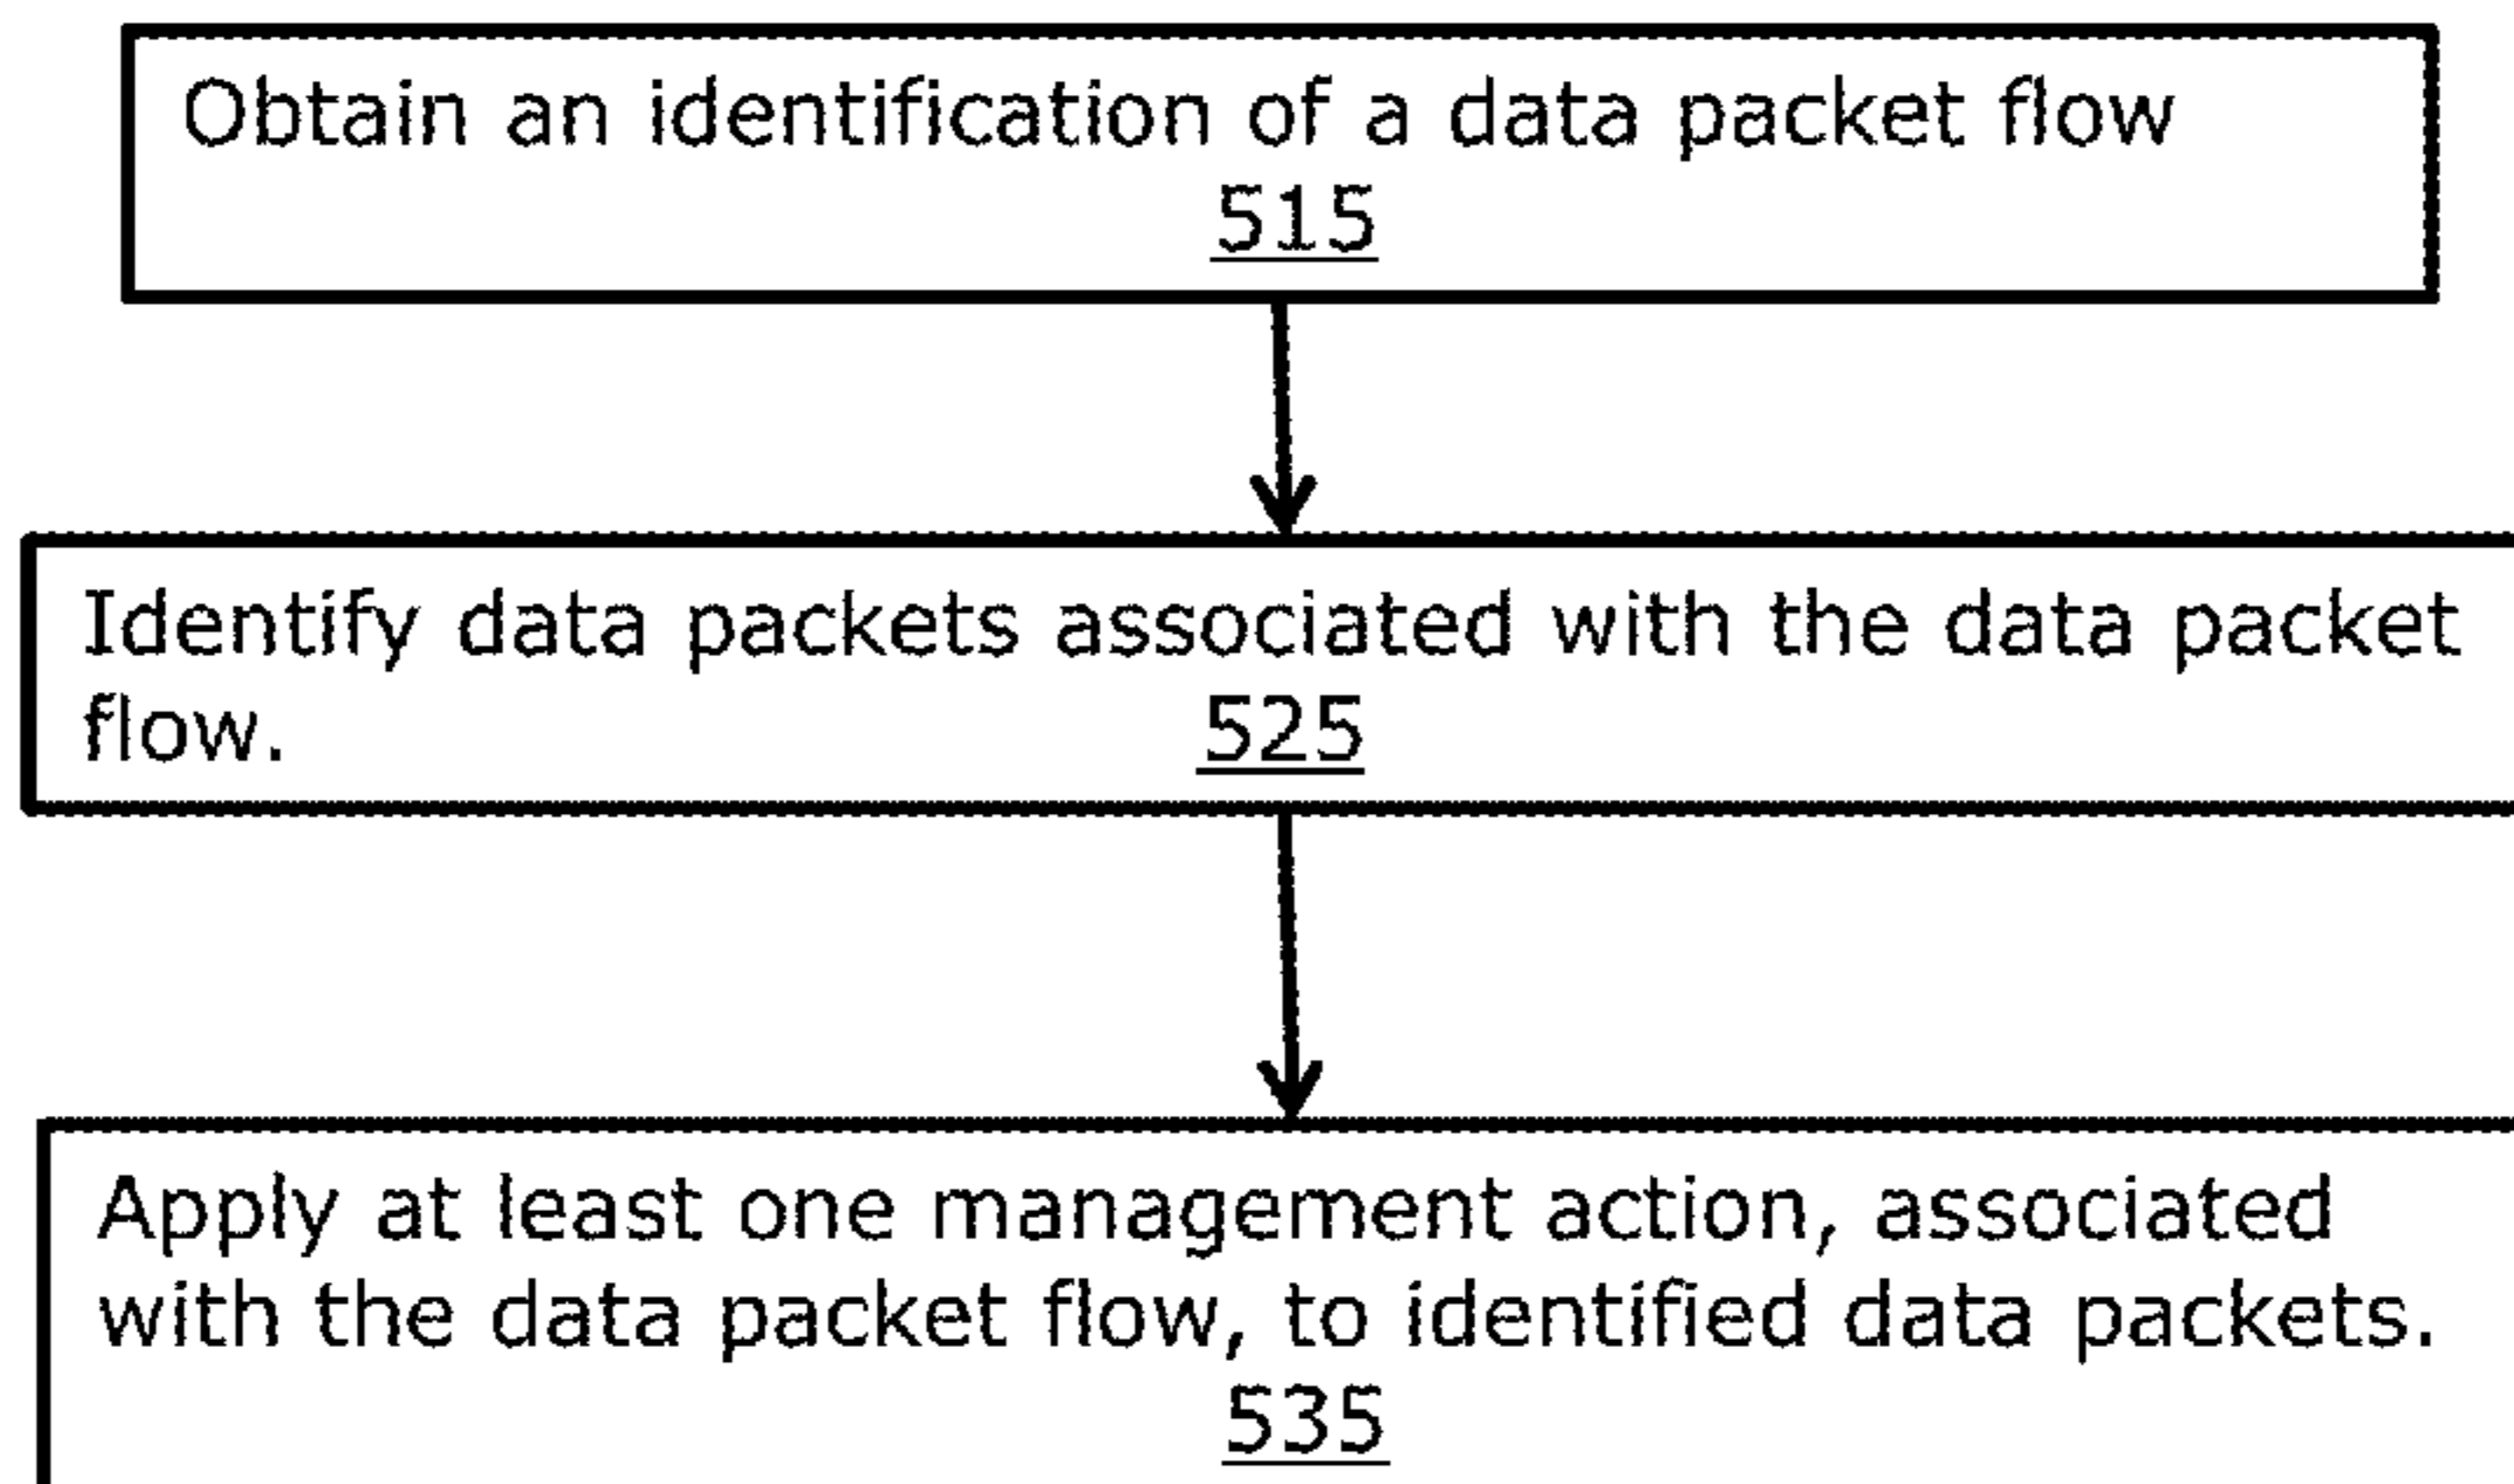 Obtain an identification of a data packet flow
515
Identify data packets associated with the data packet
flow. 525
Apply at least one management action, associated
with the data packet flow, to identified data packets.
535